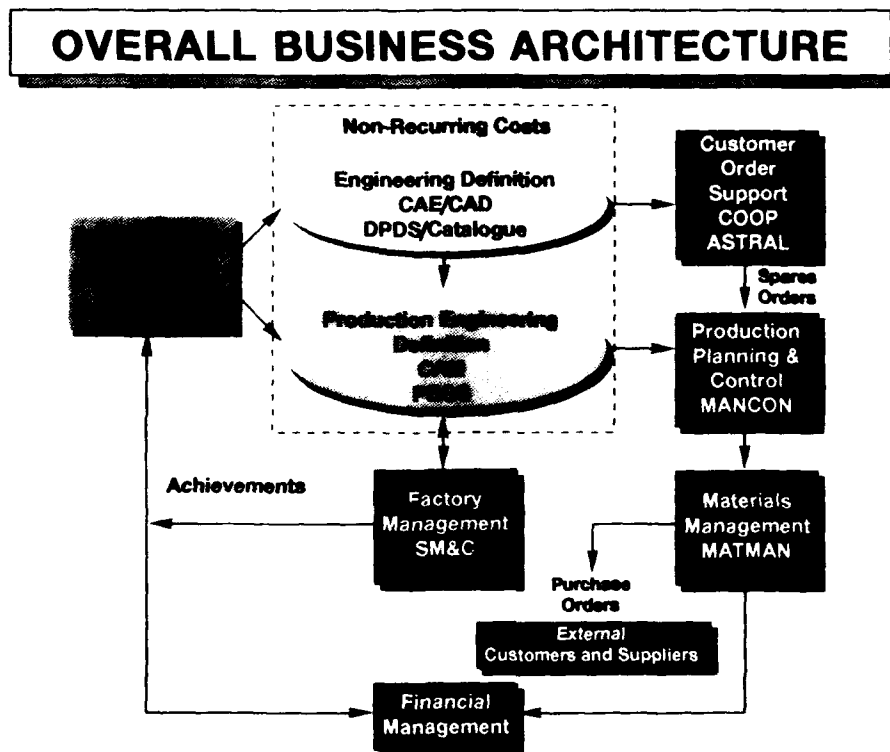 OVERALL BUSINESS ARCHITECTURE
Non-Recurring Costs
Engineering Definition
CAE/CAD
DPDS/Catalogue
Customer
Order
Support
COOP
ASTRAL
Spares
Orders
Production Engineering
Definition
Production
Planning &
Control
MANCON
Achievements
Factory
Management
SM&C
Materials
Management
MATMAN
Purchase
Orders
External
Customers and Suppliers
Financial
Management